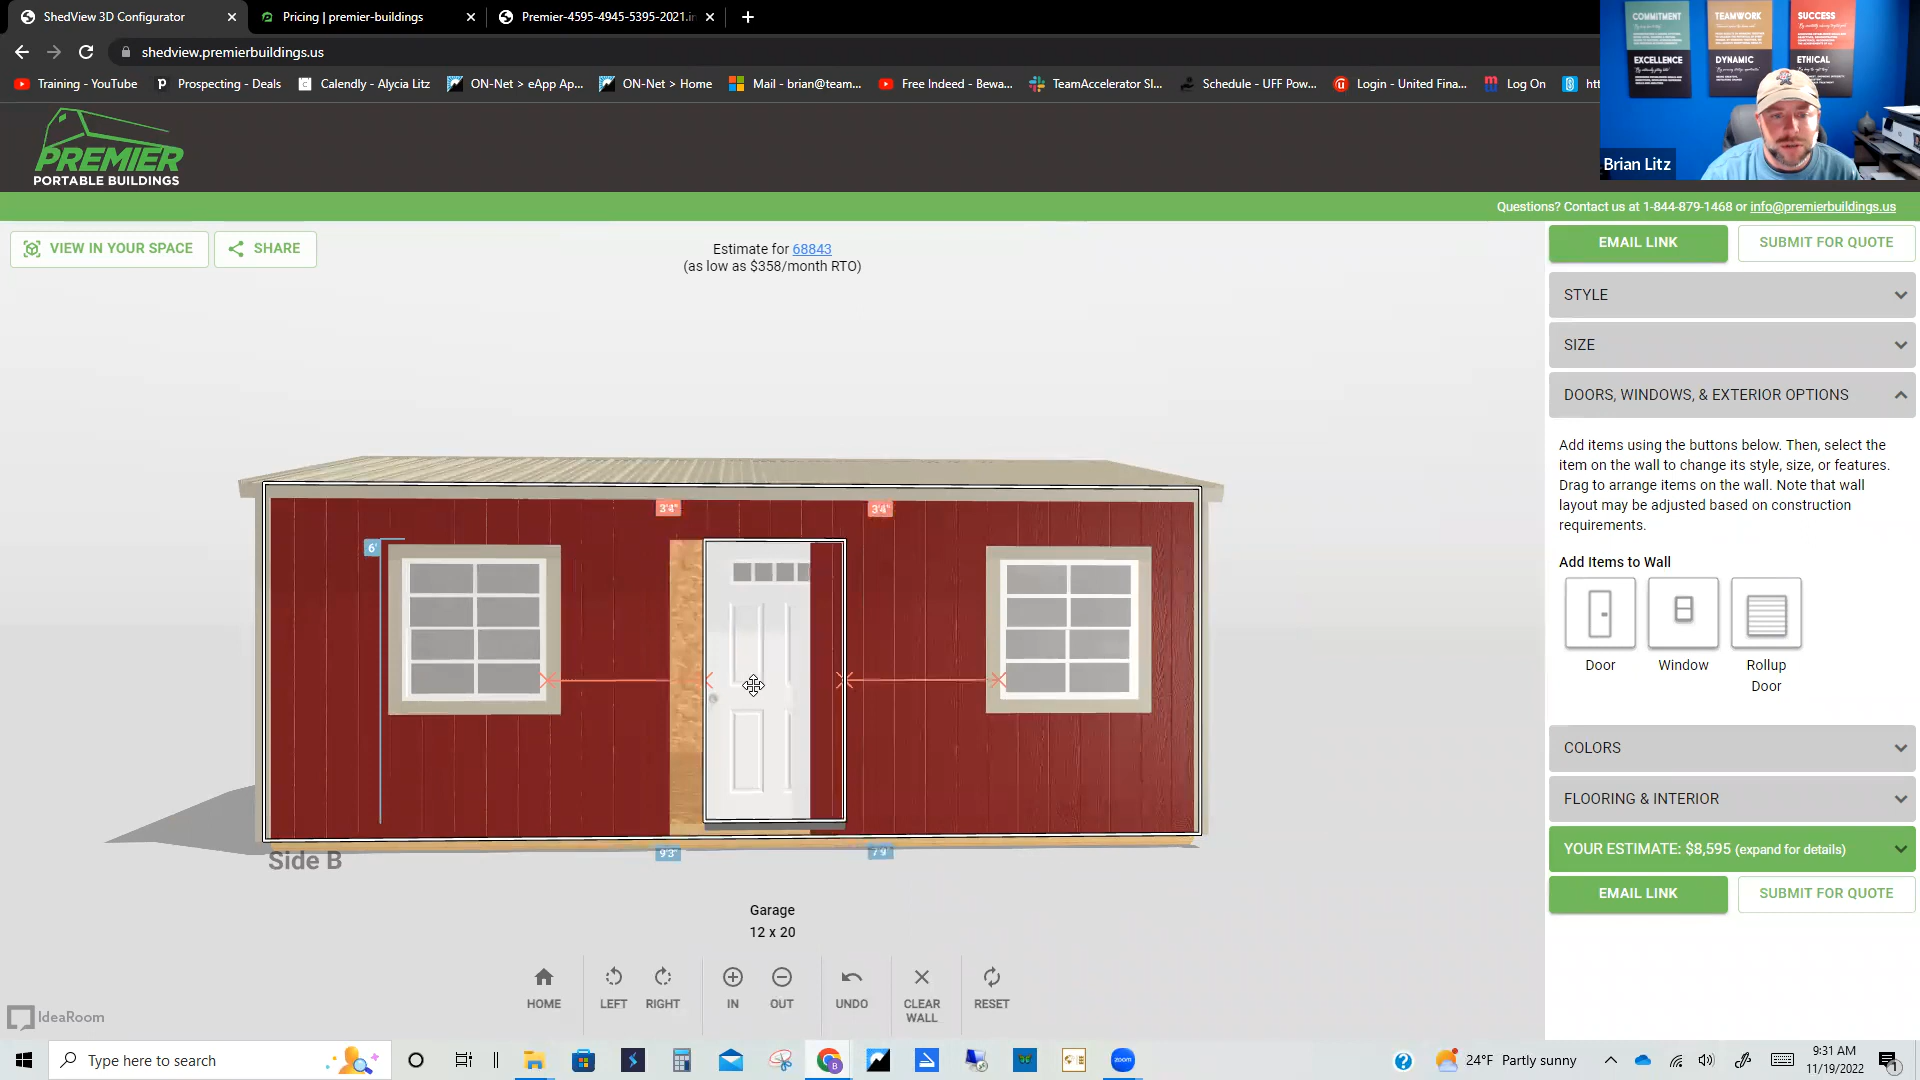 ShedView 3D Configurator
Pricing | premier-buildings
Premier-4595-4945-5395-2021.in
shedview.premierbuildings.us
Training - YouTube
Prospecting - Deals
Calendly - Alycia Litz
ON-Net > eApp Ap...
ON-Net > Home
Mail - brian@team...
Free Indeed - Bewa...
TeamAccelerator Sl...
Schedule - UFF Pow...
Login - United Fina...
Log On
COMMITMENT
TEAMWORK
SUCCESS
EXCELLENCE
DYNAMIC
ETHICAL
Brian Litz
PREMIER
PORTABLE BUILDINGS
Questions? Contact us at 1-844-879-1468 or info@premierbuildings.us
VIEW IN YOUR SPACE
SHARE
Estimate for 68843
(as low as $358/month RTO)
EMAIL LINK
SUBMIT FOR QUOTE
STYLE
SIZE
DOORS, WINDOWS, & EXTERIOR OPTIONS
Add items using the buttons below. Then, select the
item on the wall to change its style, size, or features.
Drag to arrange items on the wall. Note that wall
layout may be adjusted based on construction
requirements.
Add Items to Wall
Door
Window
Rollup
Door
COLORS
FLOORING & INTERIOR
YOUR ESTIMATE: $8,595 (expand for details)
EMAIL LINK
SUBMIT FOR QUOTE
3'4"
3'4"
6'
9'3"
7'9"
Side B
Garage
12 x 20
HOME
LEFT
RIGHT
IN
OUT
UNDO
CLEAR
WALL
RESET
IdeaRoom
Type here to search
zoom
24°F Partly sunny
9:31 AM
11/19/2022